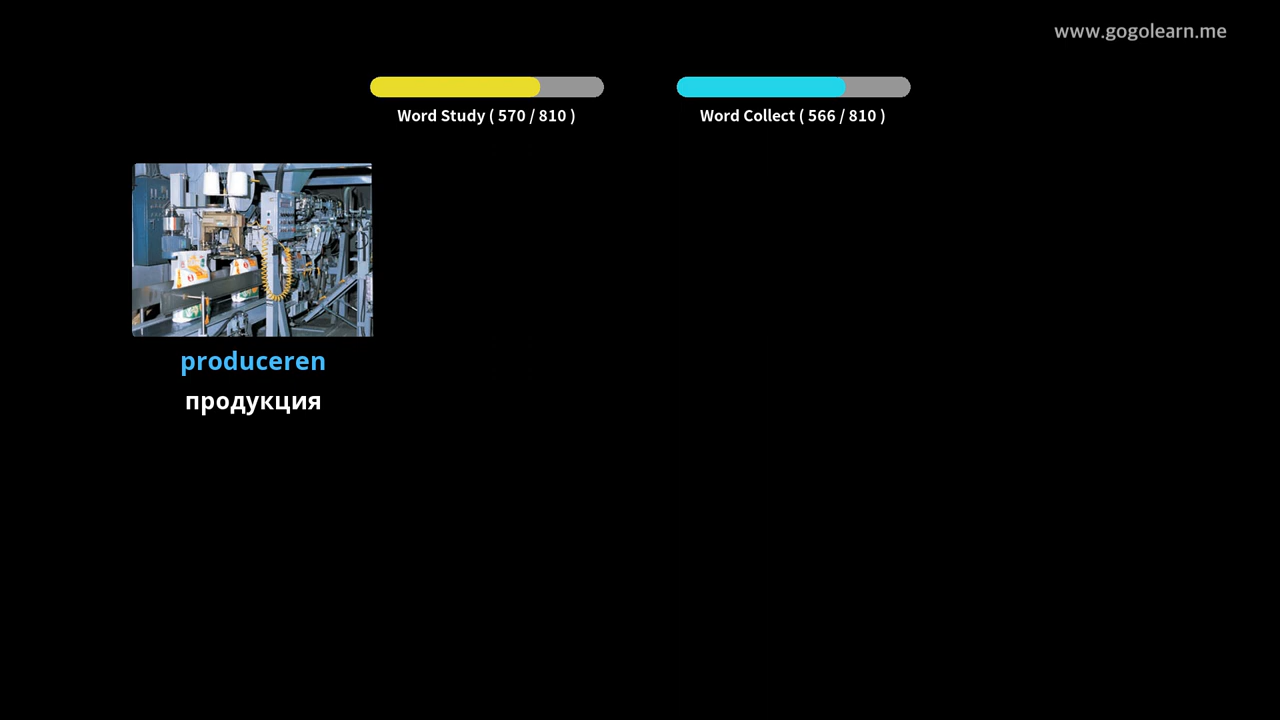 www.gogolearn.me
Word Study ( 570 / 810 )
Word Collect ( 566 / 810 )
produceren
продукция